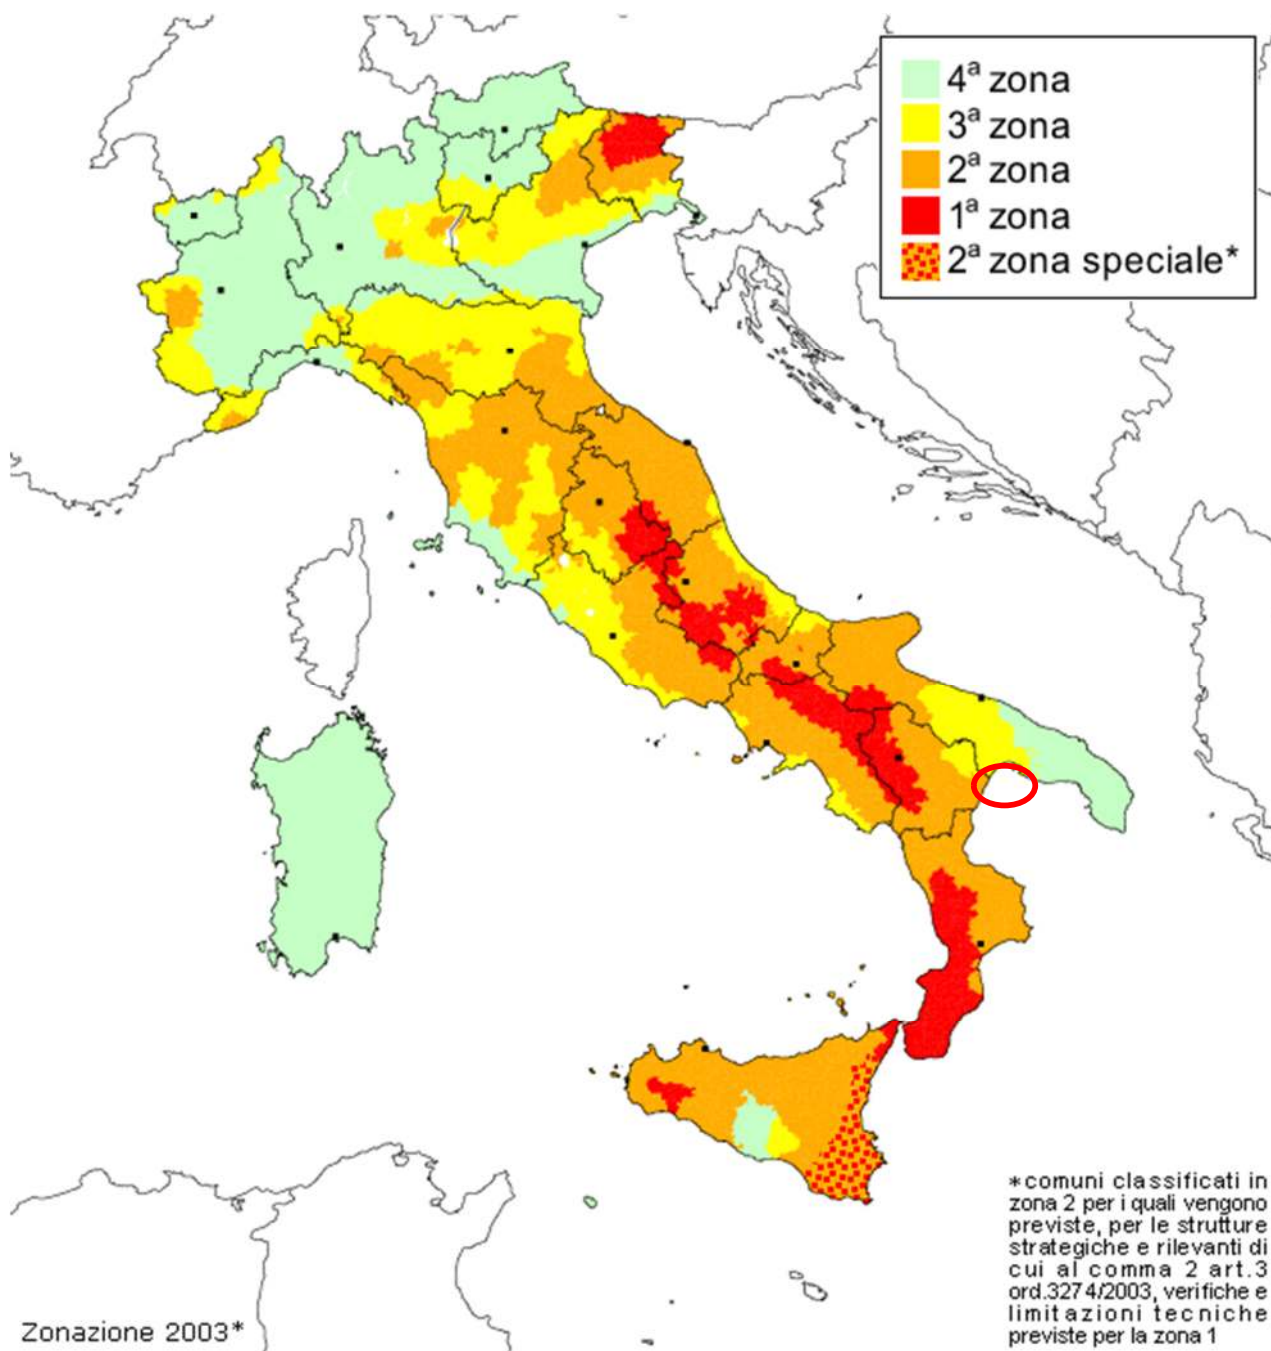 4ª zona
3ª zona
2ª zona
1ª zona
2ª zona speciale*
*comuni classificati in
zona 2 per i quali vengono
previste, per le strutture
strategiche e rilevanti di
cui al comma 2 art.3
ord.3274/2003, verifiche e
limitazioni tecniche
previste per la zona 1
Zonazione 2003*